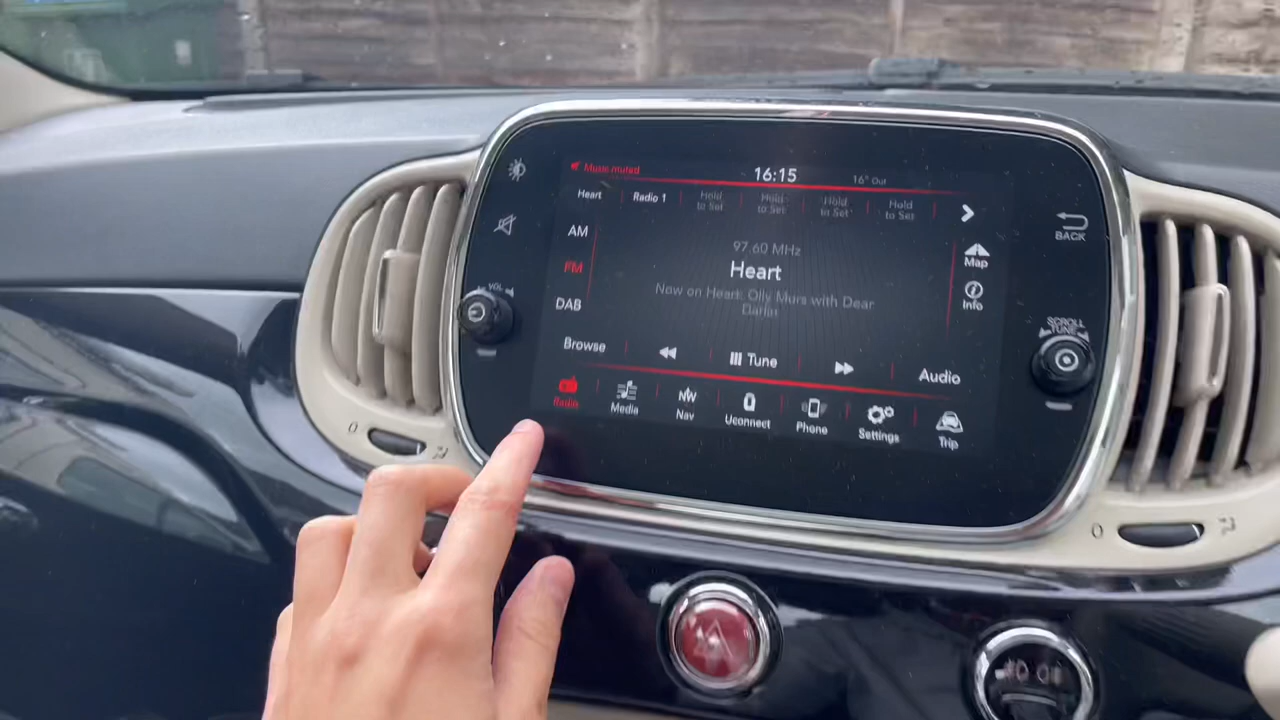 Music muted
16:15
16° Out
Heart
Radio 1
Hold to Set
Hold to Set
Hold to Set
Hold to Set
AM
97.60 MHz
BACK
Map
FM
Heart
Now on Heart: Olly Murs with Dear
Darlin
Info
VOL
DAB
SCROLL
TUNE
Browse
Tune
Audio
Radio
Media
Nav
Uconnect
Phone
Settings
Trip
0
0